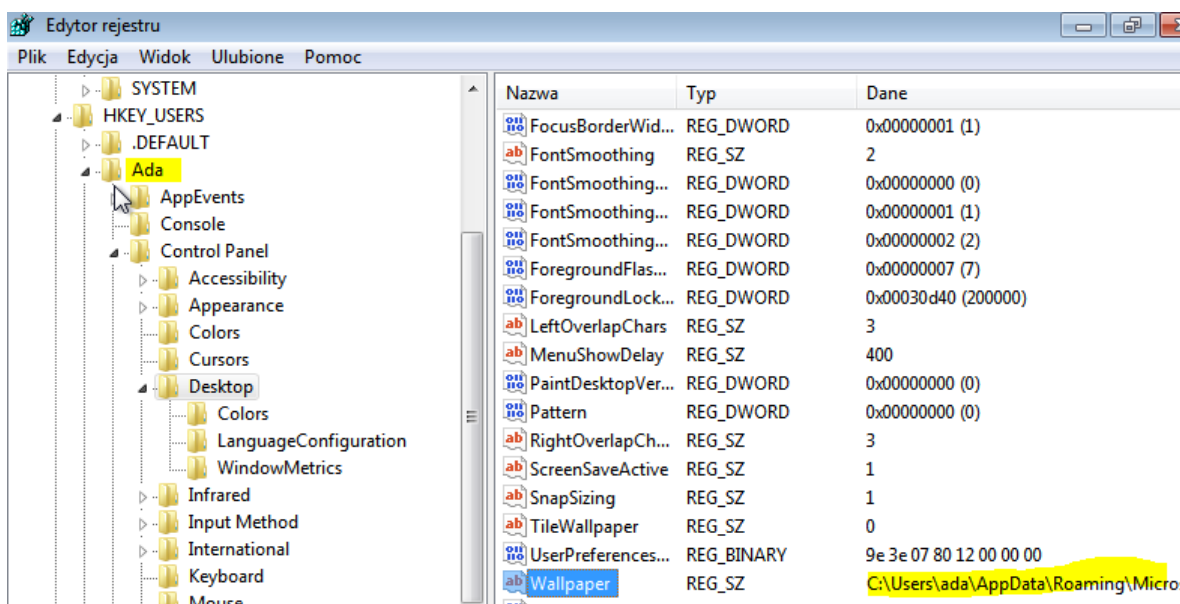 Edytor rejestru
Plik Edycja Widok Ulubione Pomoc
SYSTEM
HKEY_USERS
.DEFAULT
Ada
AppEvents
Console
Control Panel
Accessibility
Appearance
Colors
Cursors
Desktop
Colors
LanguageConfiguration
WindowMetrics
Infrared
Input Method
International
Keyboard
Mouse
Nazwa Typ Dane
FocusBorderWid... REG_DWORD 0x00000001 (1)
FontSmoothing REG_SZ 2
FontSmoothing... REG_DWORD 0x00000000 (0)
FontSmoothing... REG_DWORD 0x00000001 (1)
FontSmoothing... REG_DWORD 0x00000002 (2)
ForegroundFlas... REG_DWORD 0x00000007 (7)
ForegroundLock... REG_DWORD 0x00030d40 (200000)
LeftOverlapChars REG_SZ 3
MenuShowDelay REG_SZ 400
PaintDesktopVer... REG_DWORD 0x00000000 (0)
Pattern REG_DWORD 0x00000000 (0)
RightOverlapCh... REG_SZ 3
ScreenSaveActive REG_SZ 1
SnapSizing REG_SZ 1
TileWallpaper REG_SZ 0
UserPreferences... REG_BINARY 9e 3e 07 80 12 00 00 00
Wallpaper REG_SZ C:\Users\ada\AppData\Roaming\Micro